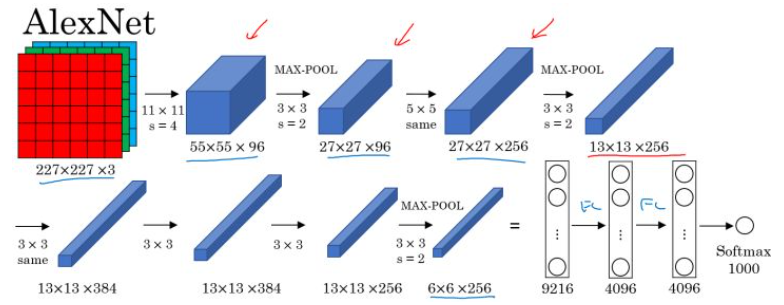 AlexNet
11 × 11
s = 4
MAX-POOL
3 × 3
s = 2
5 × 5
same
MAX-POOL
3 × 3
s = 2
227×227 ×3
55×55 × 96
27×27 ×96
27×27 ×256
13×13 ×256
3 × 3
same
3 × 3
3 × 3
MAX-POOL
3 × 3
s = 2
=
FC
FC
...
...
...
Softmax
1000
13×13 ×384
13×13 ×384
13×13 ×256
6×6 ×256
9216
4096
4096